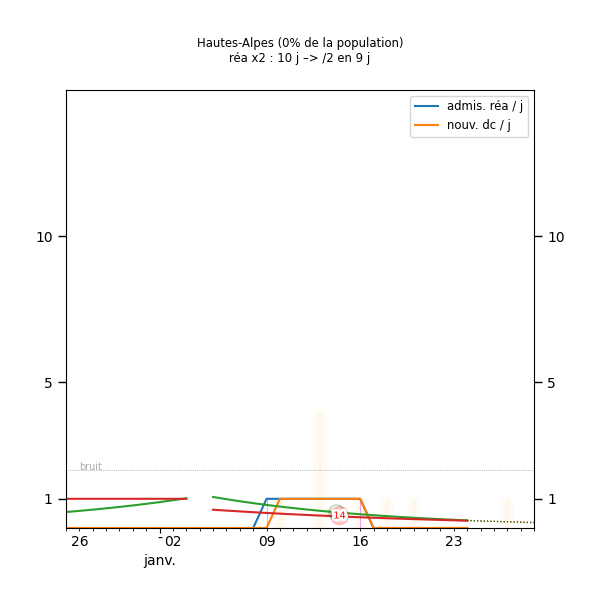 Hautes-Alpes (0% de la population)
réa x2 : 10 j –> /2 en 9 j
admis. réa / j
nouv. dc / j
10 10
5 5
bruit
1 1
14
26 02 09 16 23
janv.